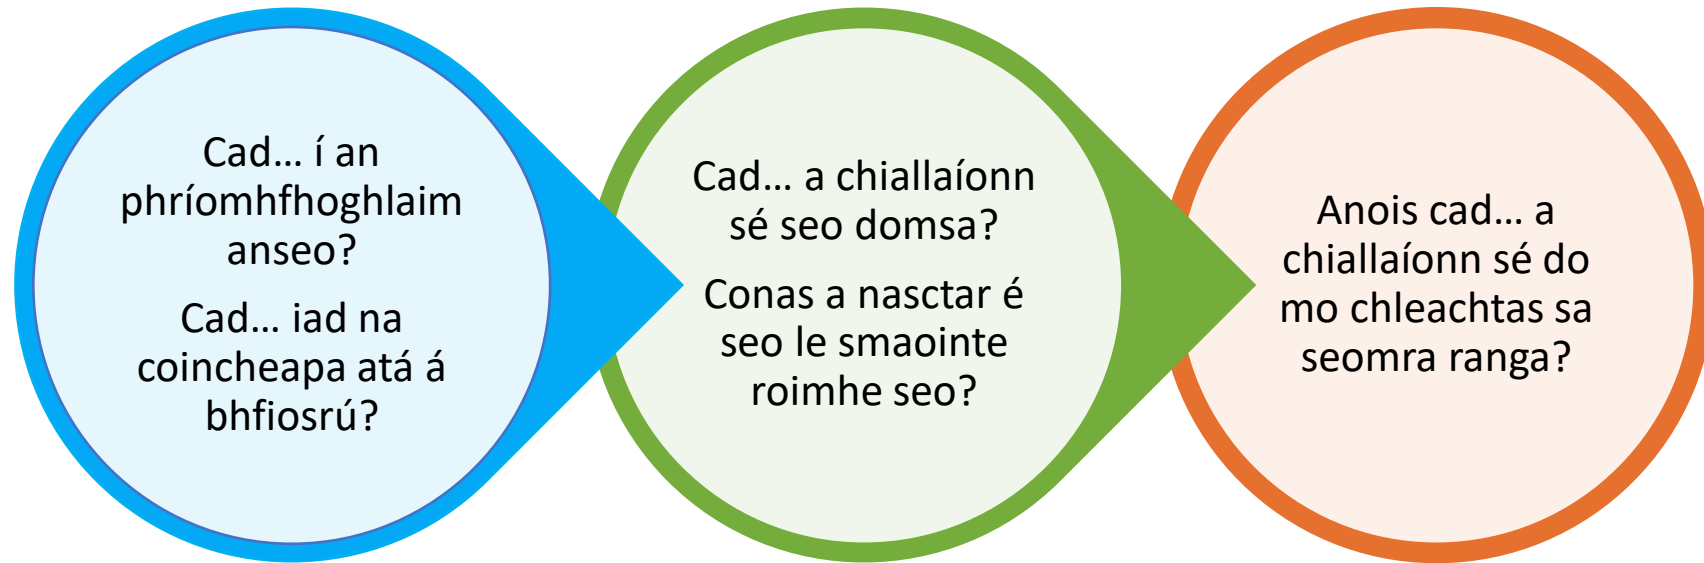 Cad... í an
phríomhfhoghlaim
anseo?
Cad... iad na
coincheapa atá á
bhfiosrú?
Cad... a chiallaíonn
sé seo domsa?
Conas a nasctar é
seo le smaointe
roimhe seo?
Anois cad... a
chiallaíonn sé do
mo chleachtas sa
seomra ranga?